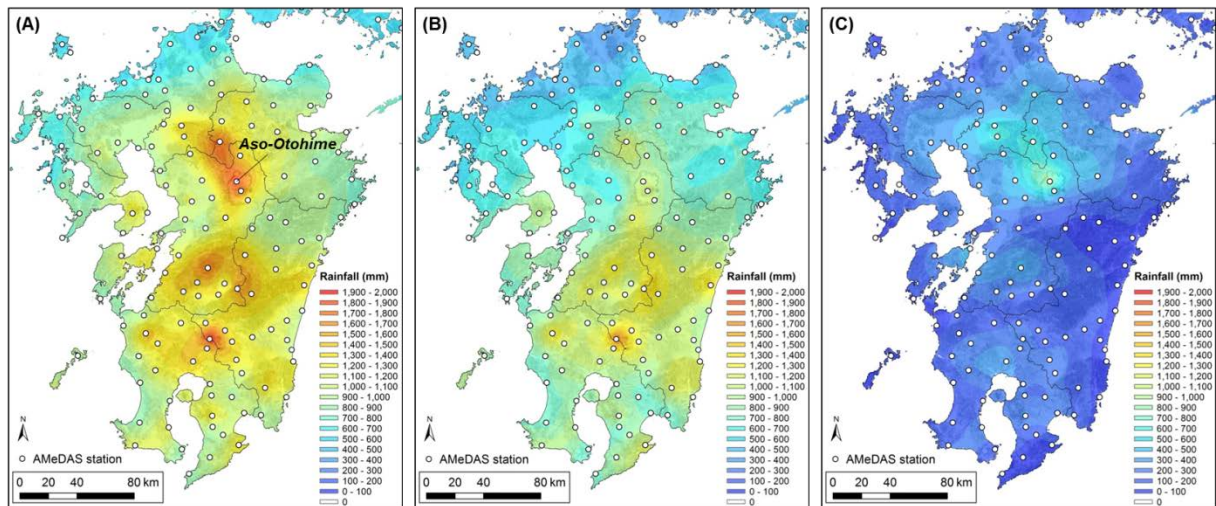 (A)
Aso-Otohime
Rainfall (mm)
1,900 - 2,000
1,800 - 1,900
1,700 - 1,800
1,600 - 1,700
1,500 - 1,600
1,400 - 1,500
1,300 - 1,400
1,200 - 1,300
1,100 - 1,200
1,000 - 1,100
900 - 1,000
800 - 900
700 - 800
600 - 700
500 - 600
400 - 500
300 - 400
200 - 300
100 - 200
0 - 100
0
N
AMeDAS station
0 20 40 80 km
(B)
Rainfall (mm)
1,900 - 2,000
1,800 - 1,900
1,700 - 1,800
1,600 - 1,700
1,500 - 1,600
1,400 - 1,500
1,300 - 1,400
1,200 - 1,300
1,100 - 1,200
1,000 - 1,100
900 - 1,000
800 - 900
700 - 800
600 - 700
500 - 600
400 - 500
300 - 400
200 - 300
100 - 200
0 - 100
0
N
AMeDAS station
0 20 40 80 km
(C)
Rainfall (mm)
1,900 - 2,000
1,800 - 1,900
1,700 - 1,800
1,600 - 1,700
1,500 - 1,600
1,400 - 1,500
1,300 - 1,400
1,200 - 1,300
1,100 - 1,200
1,000 - 1,100
900 - 1,000
800 - 900
700 - 800
600 - 700
500 - 600
400 - 500
300 - 400
200 - 300
100 - 200
0 - 100
0
N
AMeDAS station
0 20 40 80 km